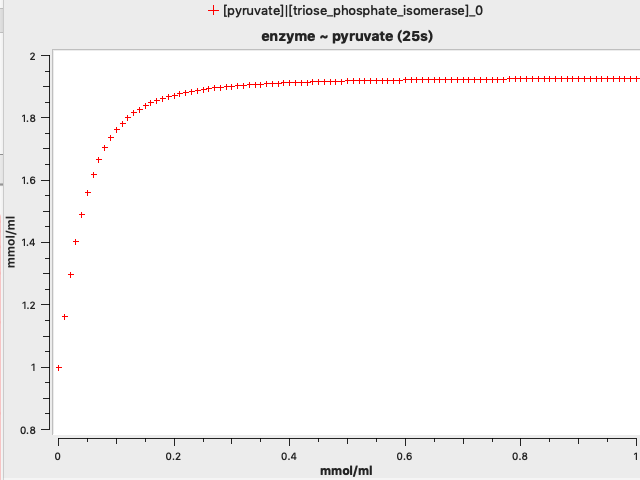 [pyruvate]|[triose_phosphate_isomerase]_0
enzyme ~ pyruvate (25s)
2
1.8
1.6
1.4
1.2
1
0.8
mmol/ml
0 0.2 0.4 0.6 0.8 1
mmol/ml